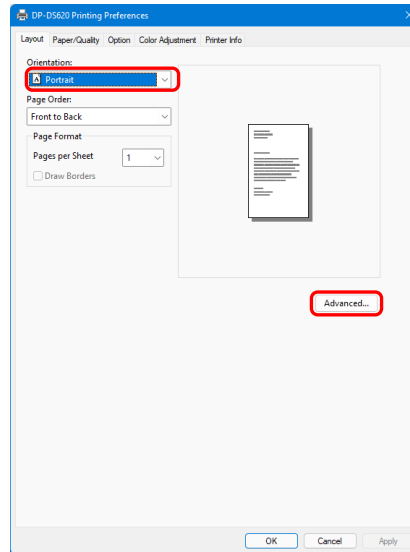 DP-DS620 Printing Preferences
Layout Paper/Quality Option Color Adjustment Printer Info
Orientation:
A Portrait
Page Order:
Front to Back
Page Format
Pages per Sheet 1
Draw Borders
Advanced...
OK Cancel Apply